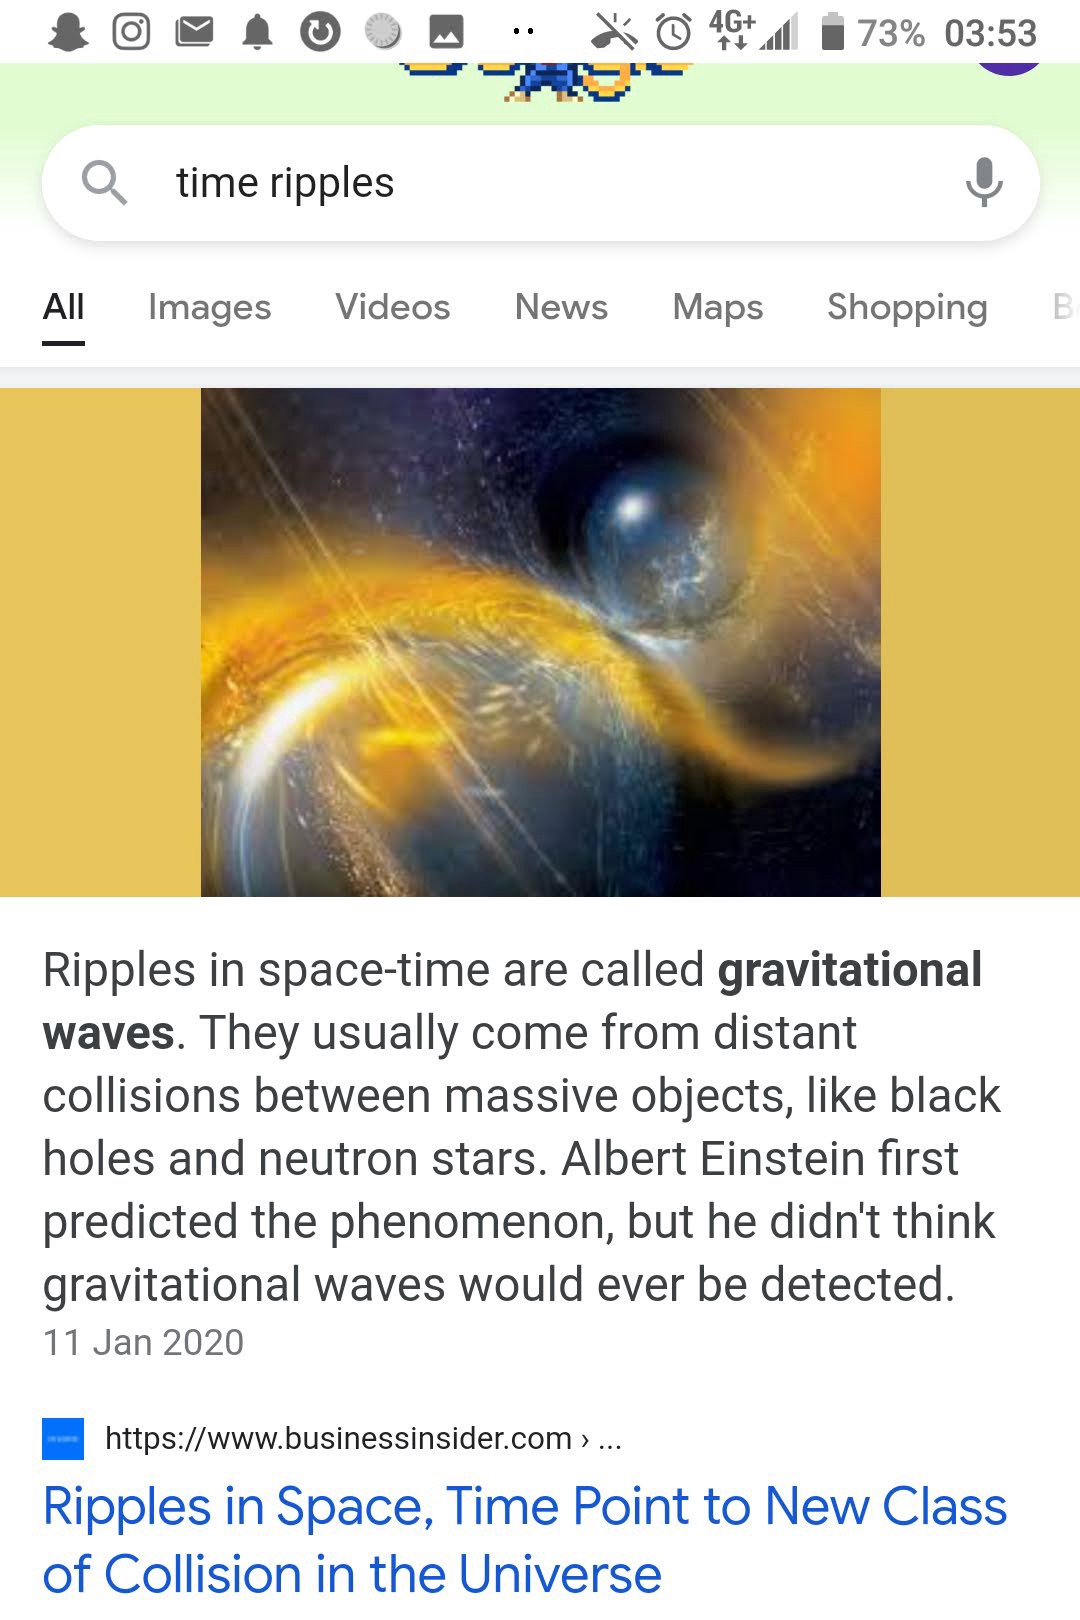 4G+ 73% 03:53
time ripples
All Images Videos News Maps Shopping
Ripples in space-time are called gravitational
waves. They usually come from distant
collisions between massive objects, like black
holes and neutron stars. Albert Einstein first
predicted the phenomenon, but he didn't think
gravitational waves would ever be detected.
11 Jan 2020
https://www.businessinsider.com › ...
Ripples in Space, Time Point to New Class
of Collision in the Universe